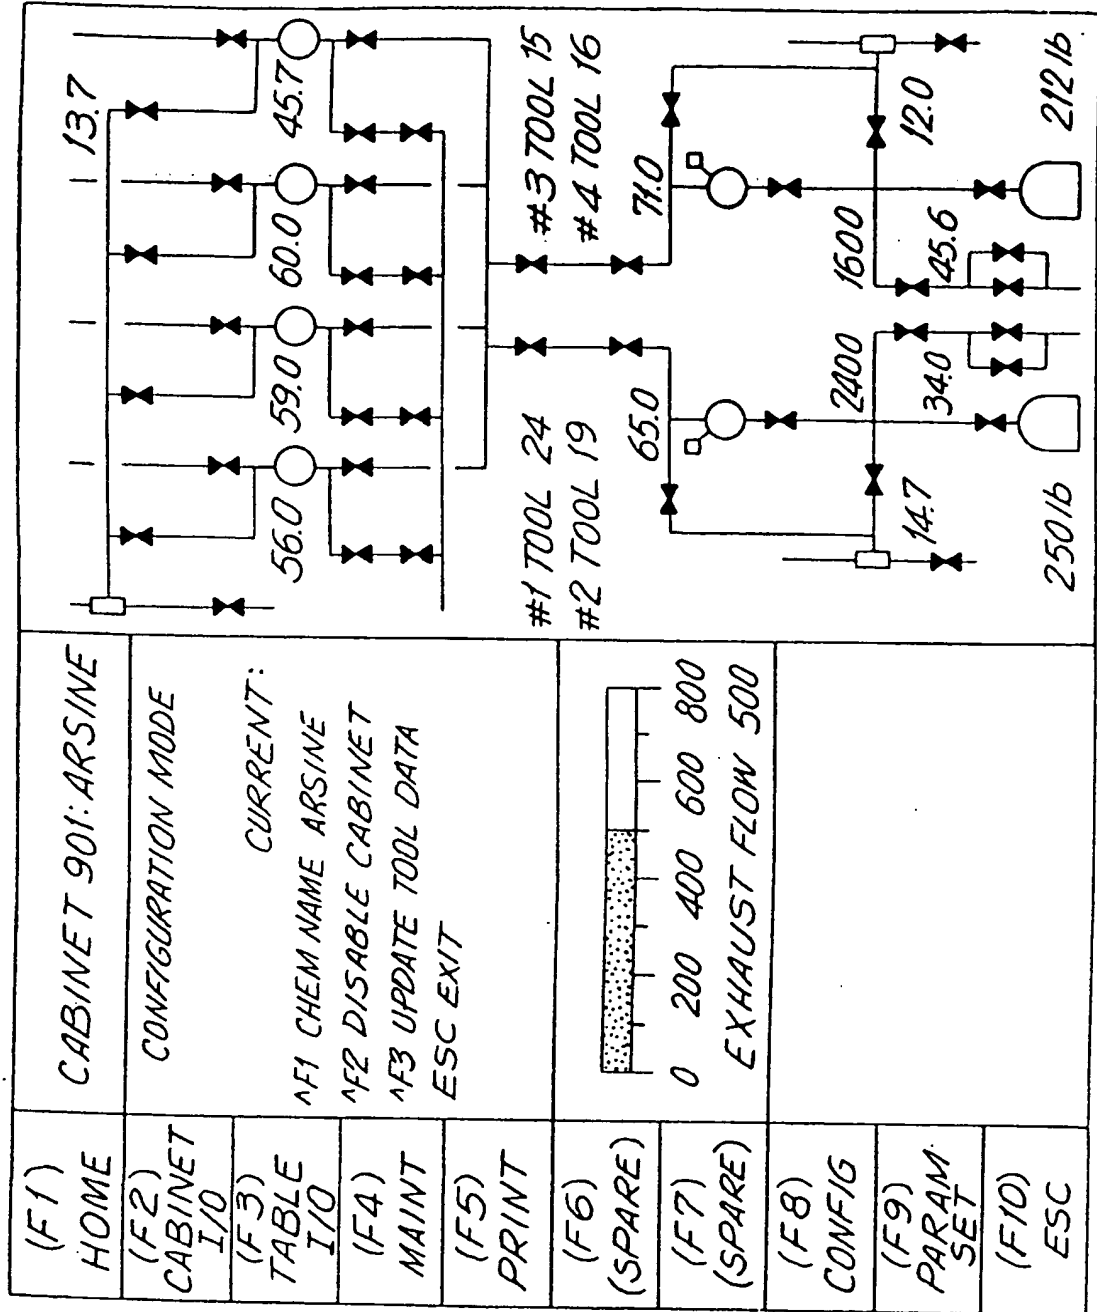 (F1)
HOME
(F2)
CABINET
I/O
(F3)
TABLE
I/O
(F4)
MAINT
(F5)
PRINT
(F6)
(SPARE)
(F7)
(SPARE)
(F8)
CONFIG
(F9)
PARAM
SET
(F10)
ESC
CABINET 901: ARSINE
CONFIGURATION MODE
CURRENT:
^F1 CHEM NAME ARSINE
^F2 DISABLE CABINET
^F3 UPDATE TOOL DATA
ESC EXIT
0 200 400 600 800
EXHAUST FLOW 500
13.7
56.0 59.0 60.0 45.7
#1 TOOL 24 #3 TOOL 15
#2 TOOL 19 #4 TOOL 16
65.0 71.0
2400 1600
14.7 34.0 45.6 12.0
250 lb 212 lb